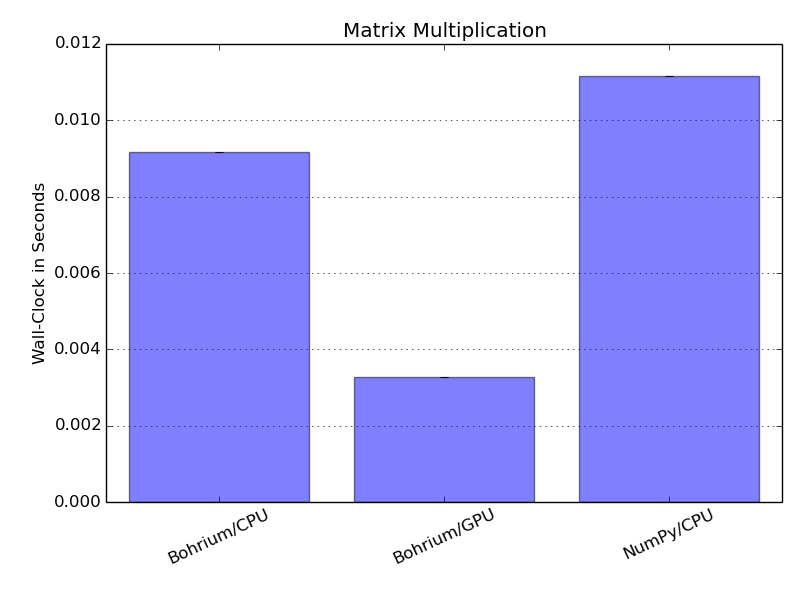 Matrix Multiplication
0.012
0.010
0.008
0.006
0.004
0.002
0.000
Wall-Clock in Seconds
Bohrium/CPU
Bohrium/GPU
NumPy/CPU